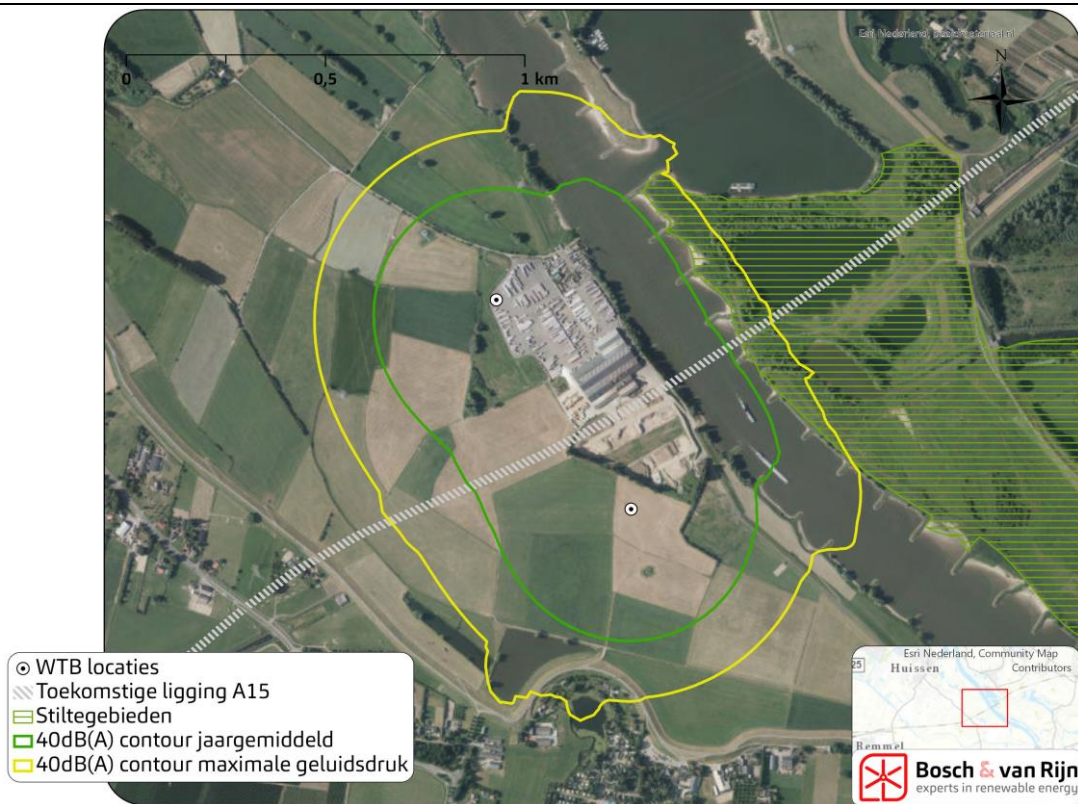 Esri Nederland, beeldmateriaal.nl
N
0 0,5 1 km
WTB locaties
Toekomstige ligging A15
Stiltegebieden
40dB(A) contour jaargemiddeld
40dB(A) contour maximale geluidsdruk
Esri Nederland, Community Map
Contributors
25
Huissen
Bemmel
Bosch & van Rijn
experts in renewable energy